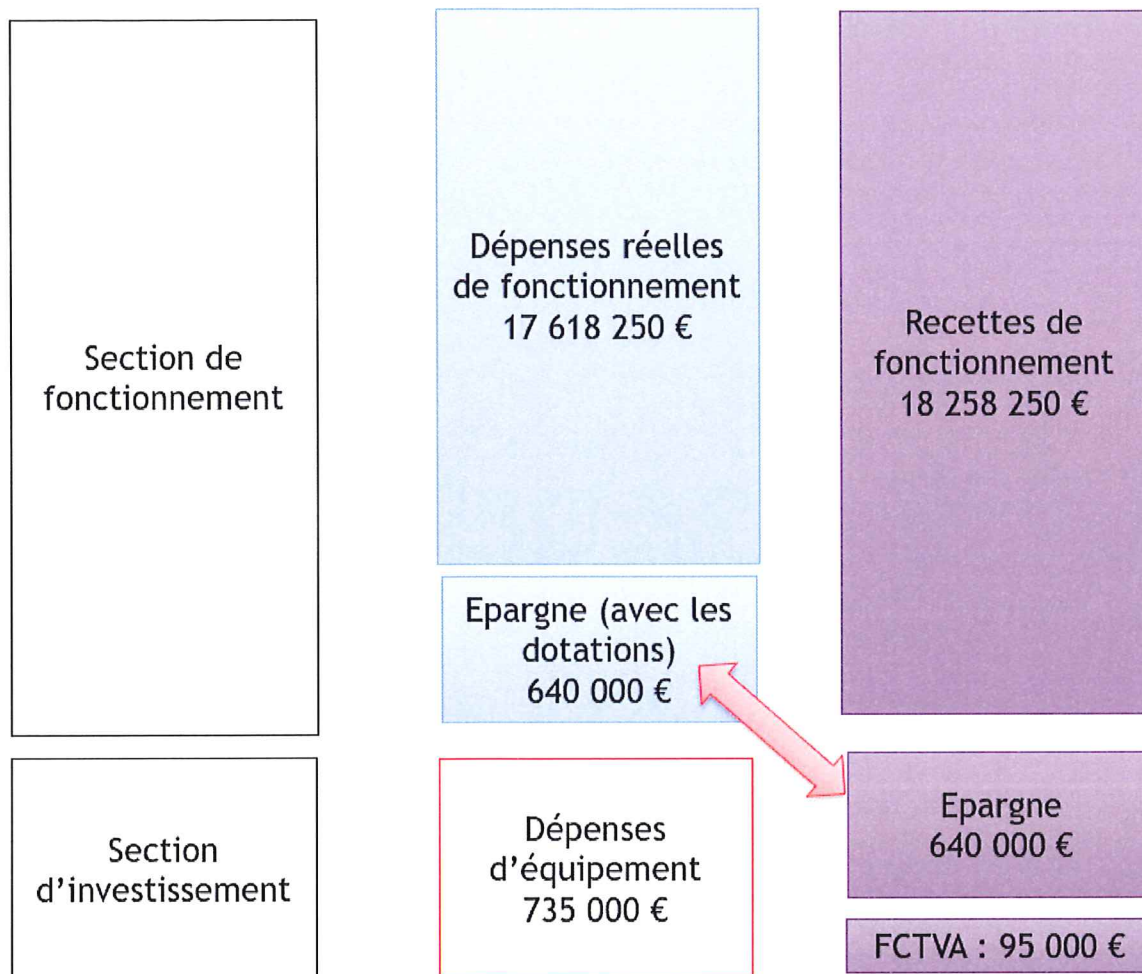 Section de
fonctionnement
Dépenses réelles
de fonctionnement
17 618 250 €
Epargne (avec les
dotations)
640 000 €
Recettes de
fonctionnement
18 258 250 €
Section
d'investissement
Dépenses
d'équipement
735 000 €
Epargne
640 000 €
FCTVA : 95 000 €